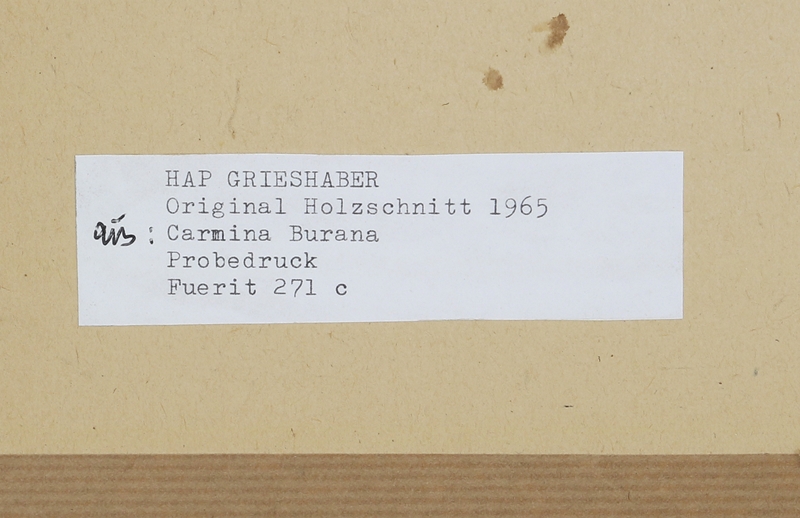 HAP GRIESHABER
Original Holzschnitt 1965
aus: Carmina Burana
Probedruck
Fuerit 271 c